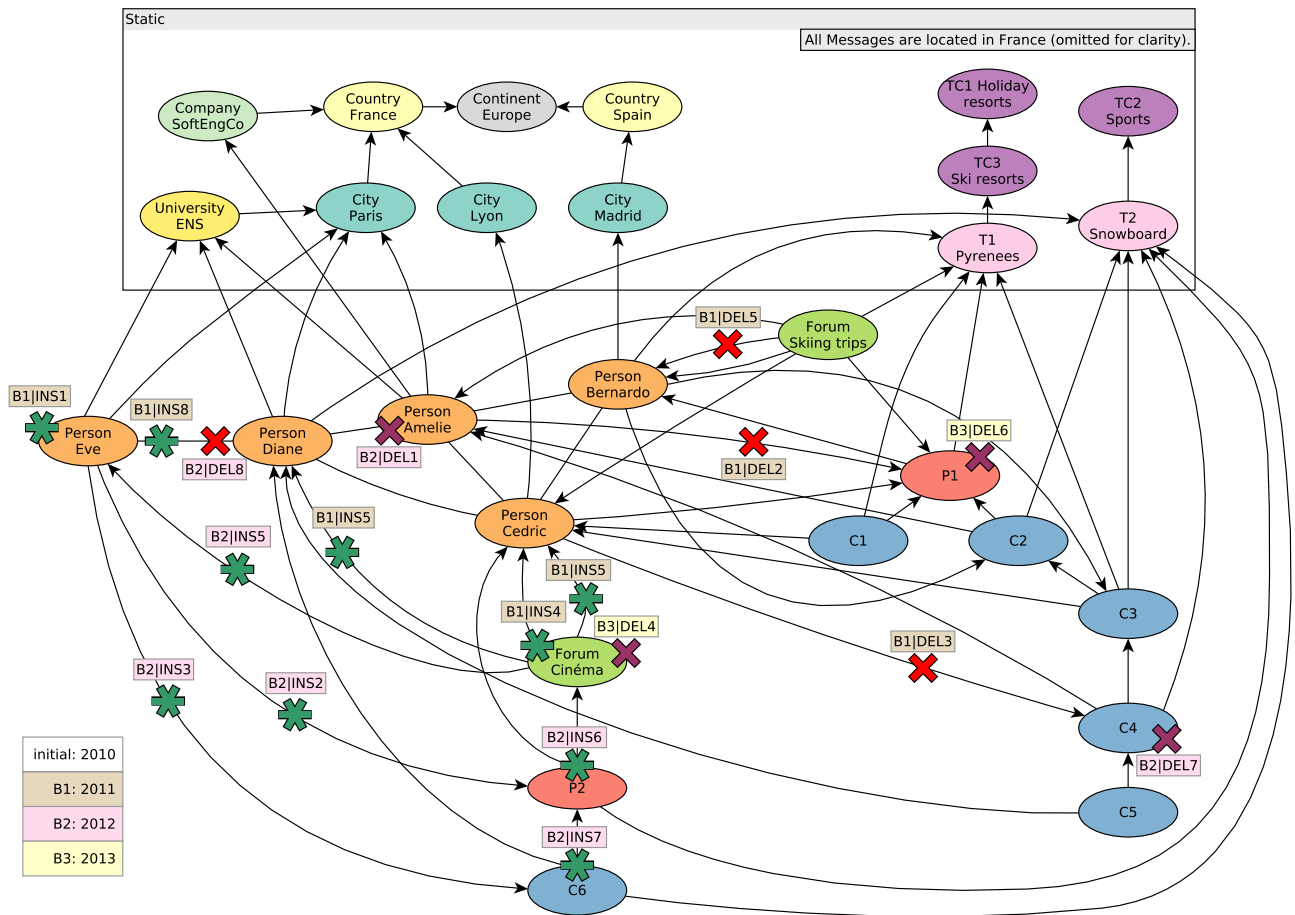 Static
All Messages are located in France (omitted for clarity).
Company
SoftEngCo
Country
France
Continent
Europe
Country
Spain
TC1 Holiday
resorts
TC2
Sports
TC3
Ski resorts
University
ENS
City
Paris
City
Lyon
City
Madrid
T1
Pyrenees
T2
Snowboard
B1|DEL5
Forum
Skiing trips
Person
Bernardo
B1|INS1
B1|INS8
Person
Eve
Person
Diane
Person
Amelie
B2|DEL8
B2|DEL1
B1|DEL2
B3|DEL6
P1
Person
Cedric
B1|INS5
B2|INS5
C1
C2
B1|INS5
B1|INS4
B3|DEL4
Forum
Cinéma
C3
B1|DEL3
B2|INS3
B2|INS2
C4
B2|DEL7
B2|INS6
P2
C5
B2|INS7
C6
initial: 2010
B1: 2011
B2: 2012
B3: 2013